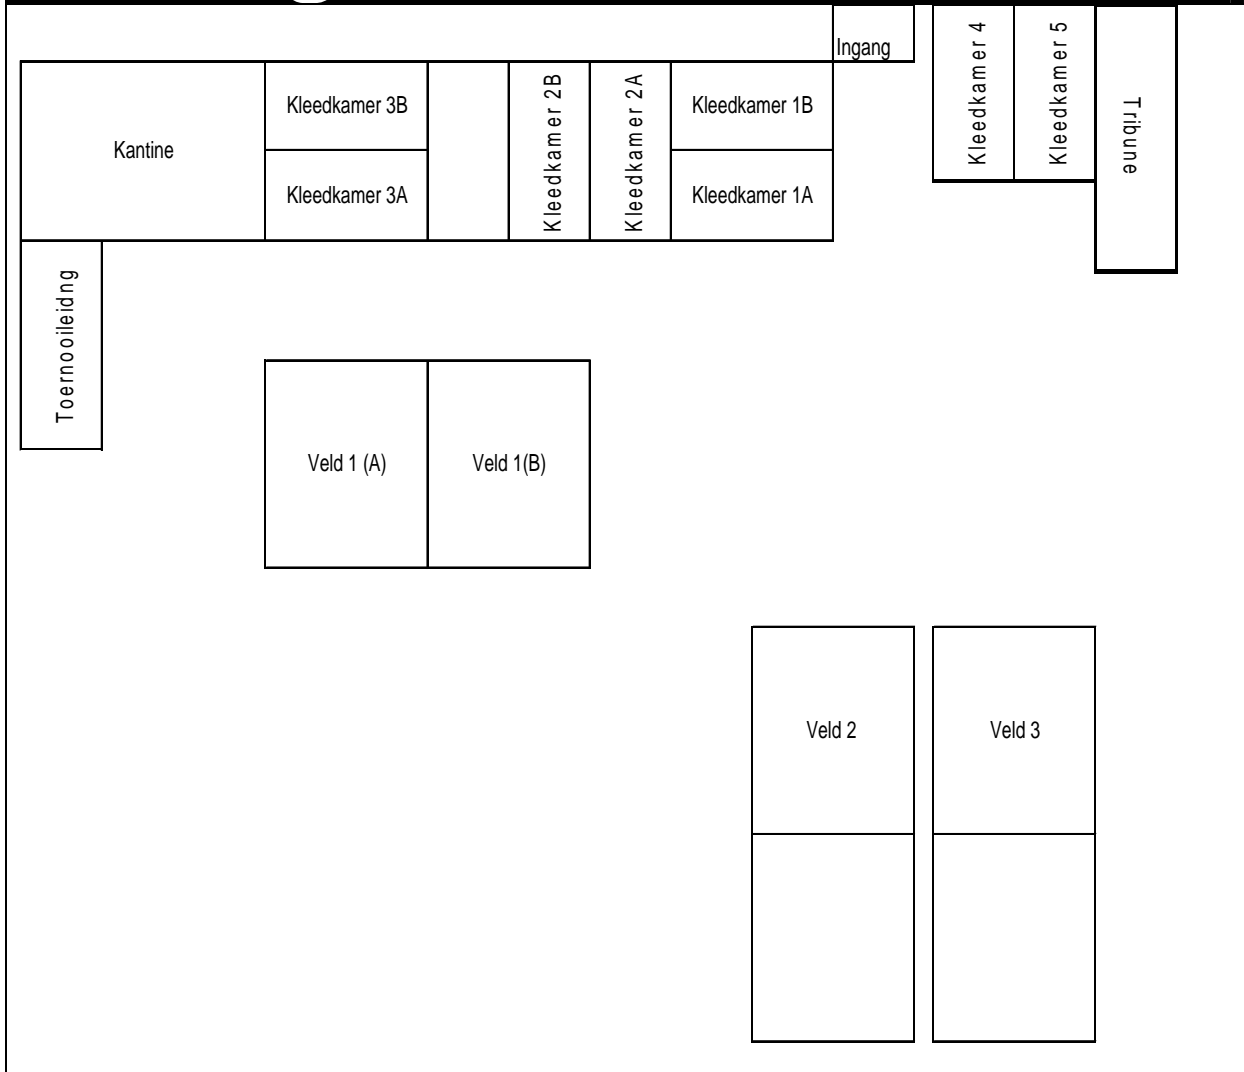 Ingang
Kleedkamer 4
Kleedkamer 5
Tribune
Kantine
Kleedkamer 3B
Kleedkamer 2B
Kleedkamer 2A
Kleedkamer 1B
Kleedkamer 3A
Kleedkamer 1A
Toernooileidng
Veld 1 (A)
Veld 1(B)
Veld 2
Veld 3